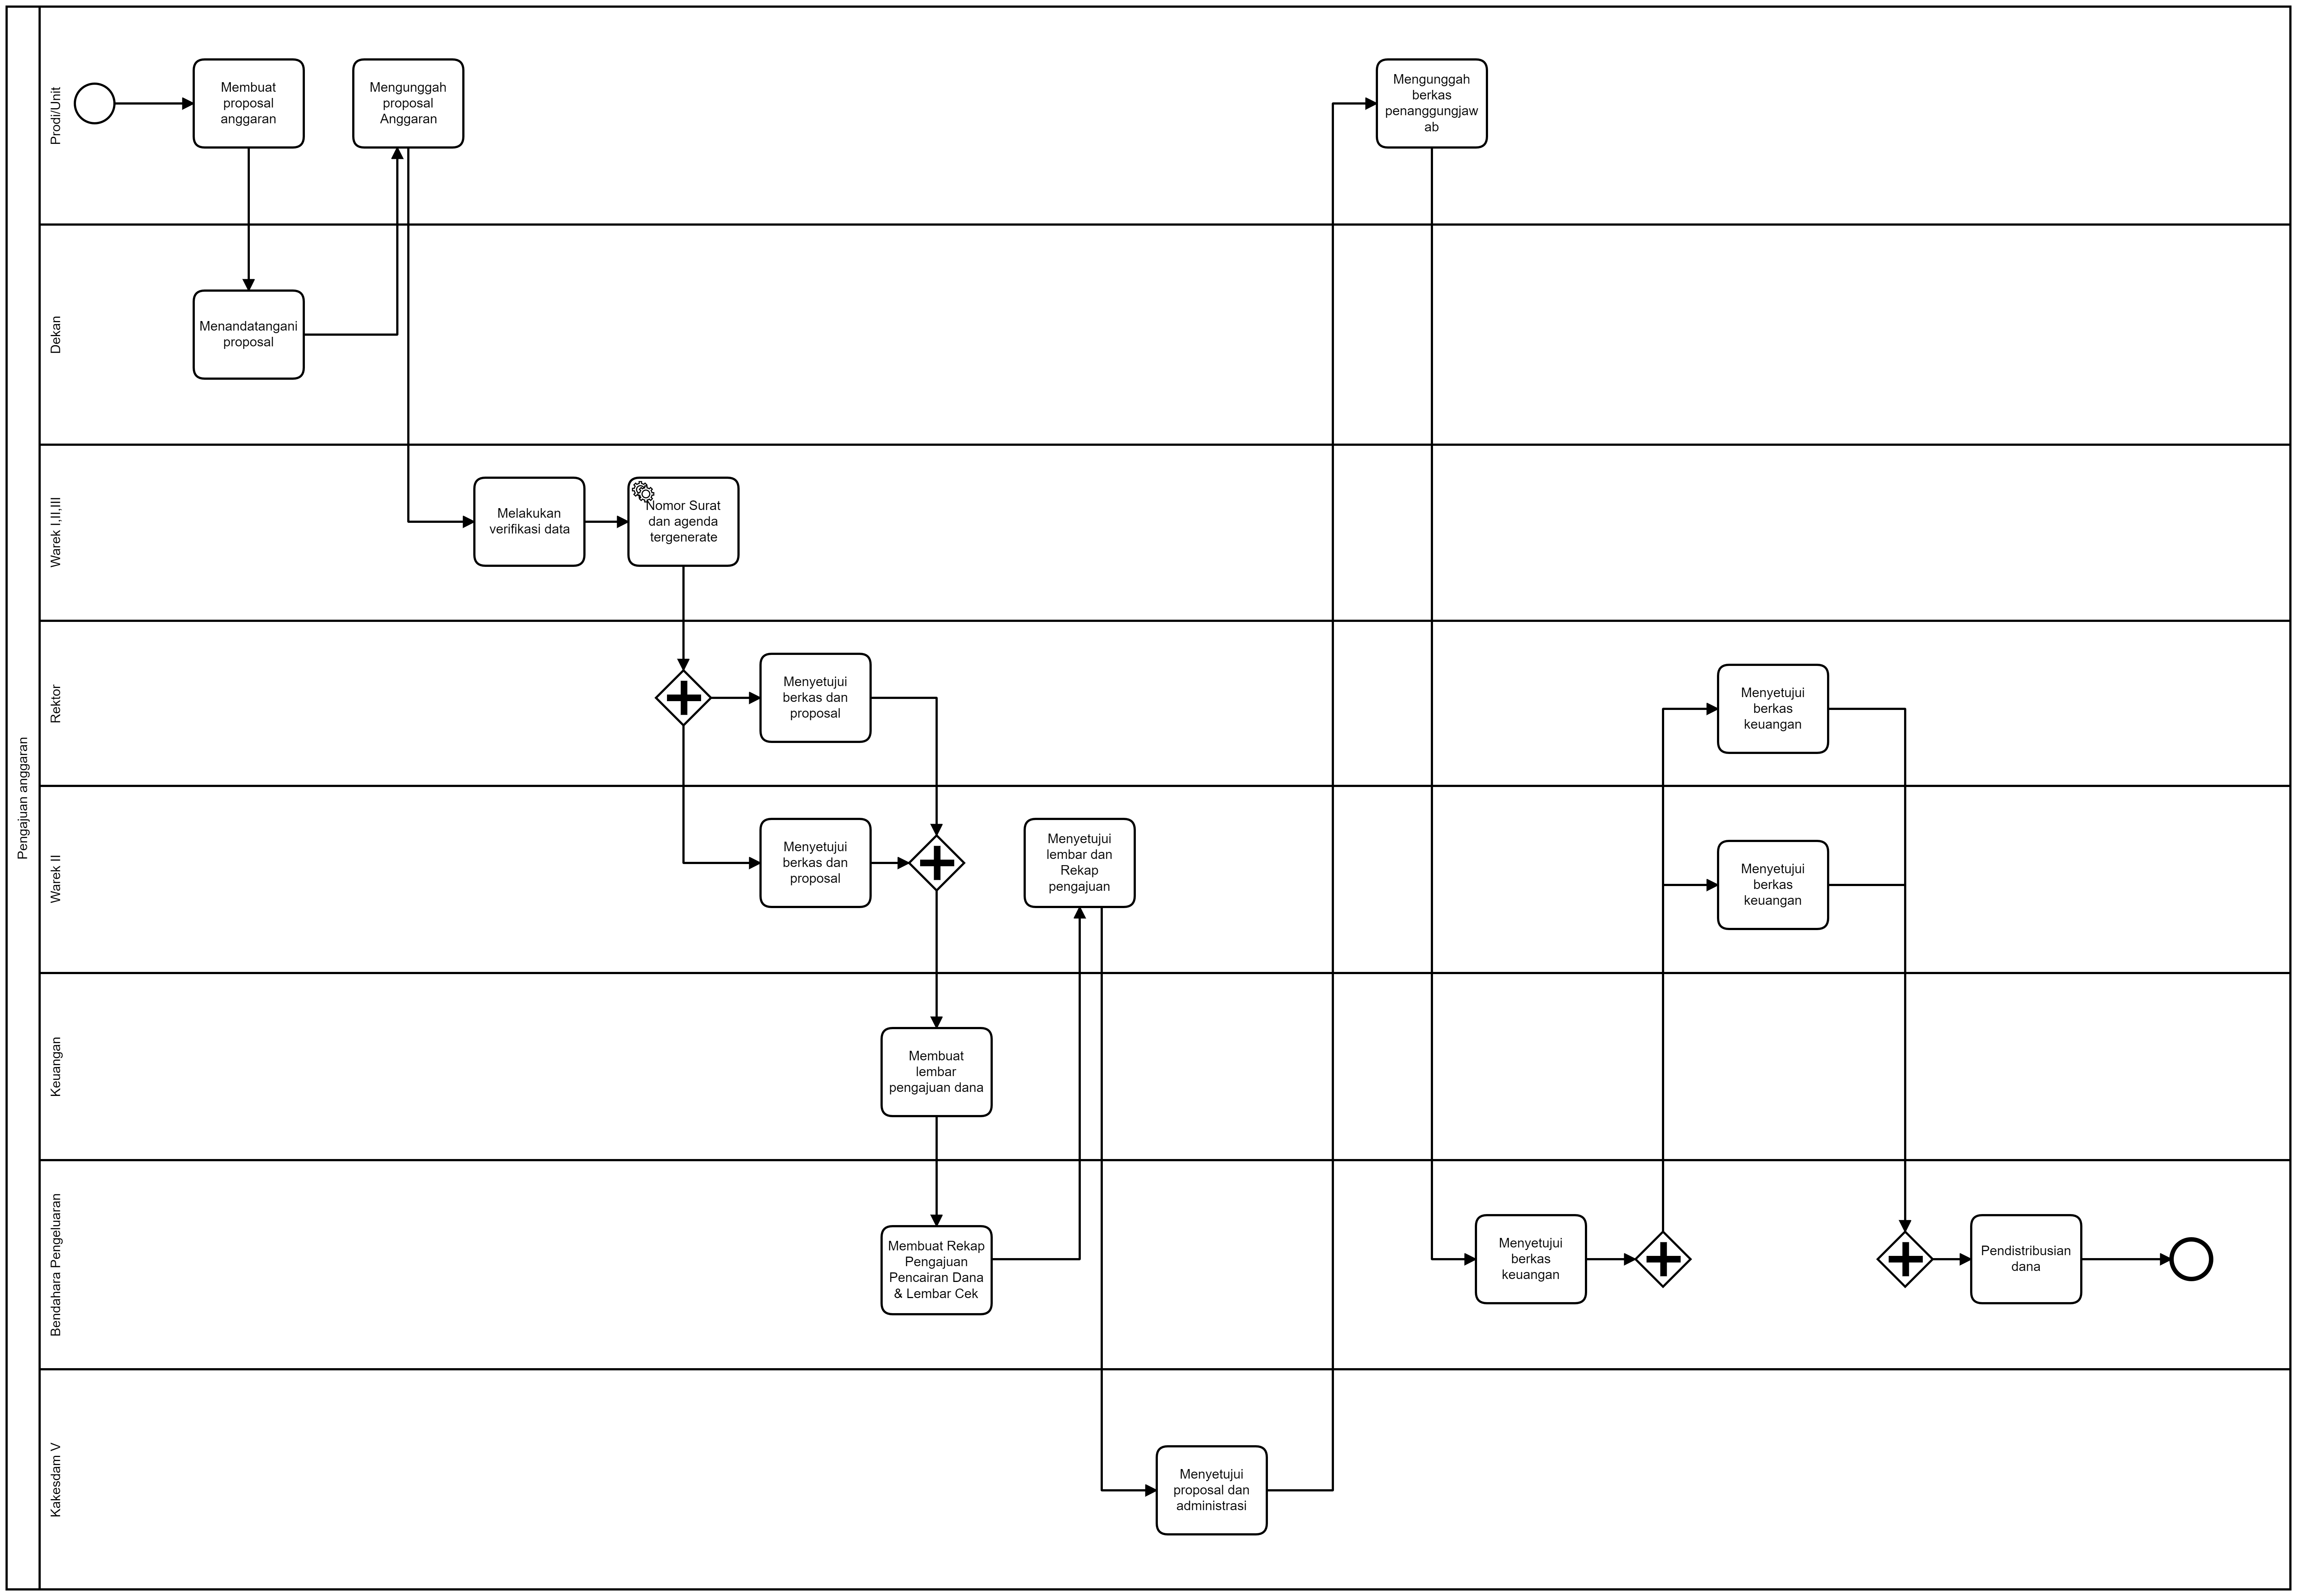 Pengajuan anggaran
Prodi/Unit
Membuat
proposal
anggaran
Mengunggah
proposal
Anggaran
Mengunggah
berkas
penanggungjaw
ab
Dekan
Menandatangani
proposal
Warek I,II,III
Melakukan
verifikasi data
Nomor Surat
dan agenda
tergenerate
Rektor
Menyetujui
berkas dan
proposal
Menyetujui
berkas
keuangan
Warek II
Menyetujui
berkas dan
proposal
Menyetujui
lembar dan
Rekap
pengajuan
Menyetujui
berkas
keuangan
Keuangan
Membuat
lembar
pengajuan dana
Bendahara Pengeluaran
Membuat Rekap
Pengajuan
Pencairan Dana
& Lembar Cek
Menyetujui
berkas
keuangan
Pendistribusian
dana
Kakesdam V
Menyetujui
proposal dan
administrasi